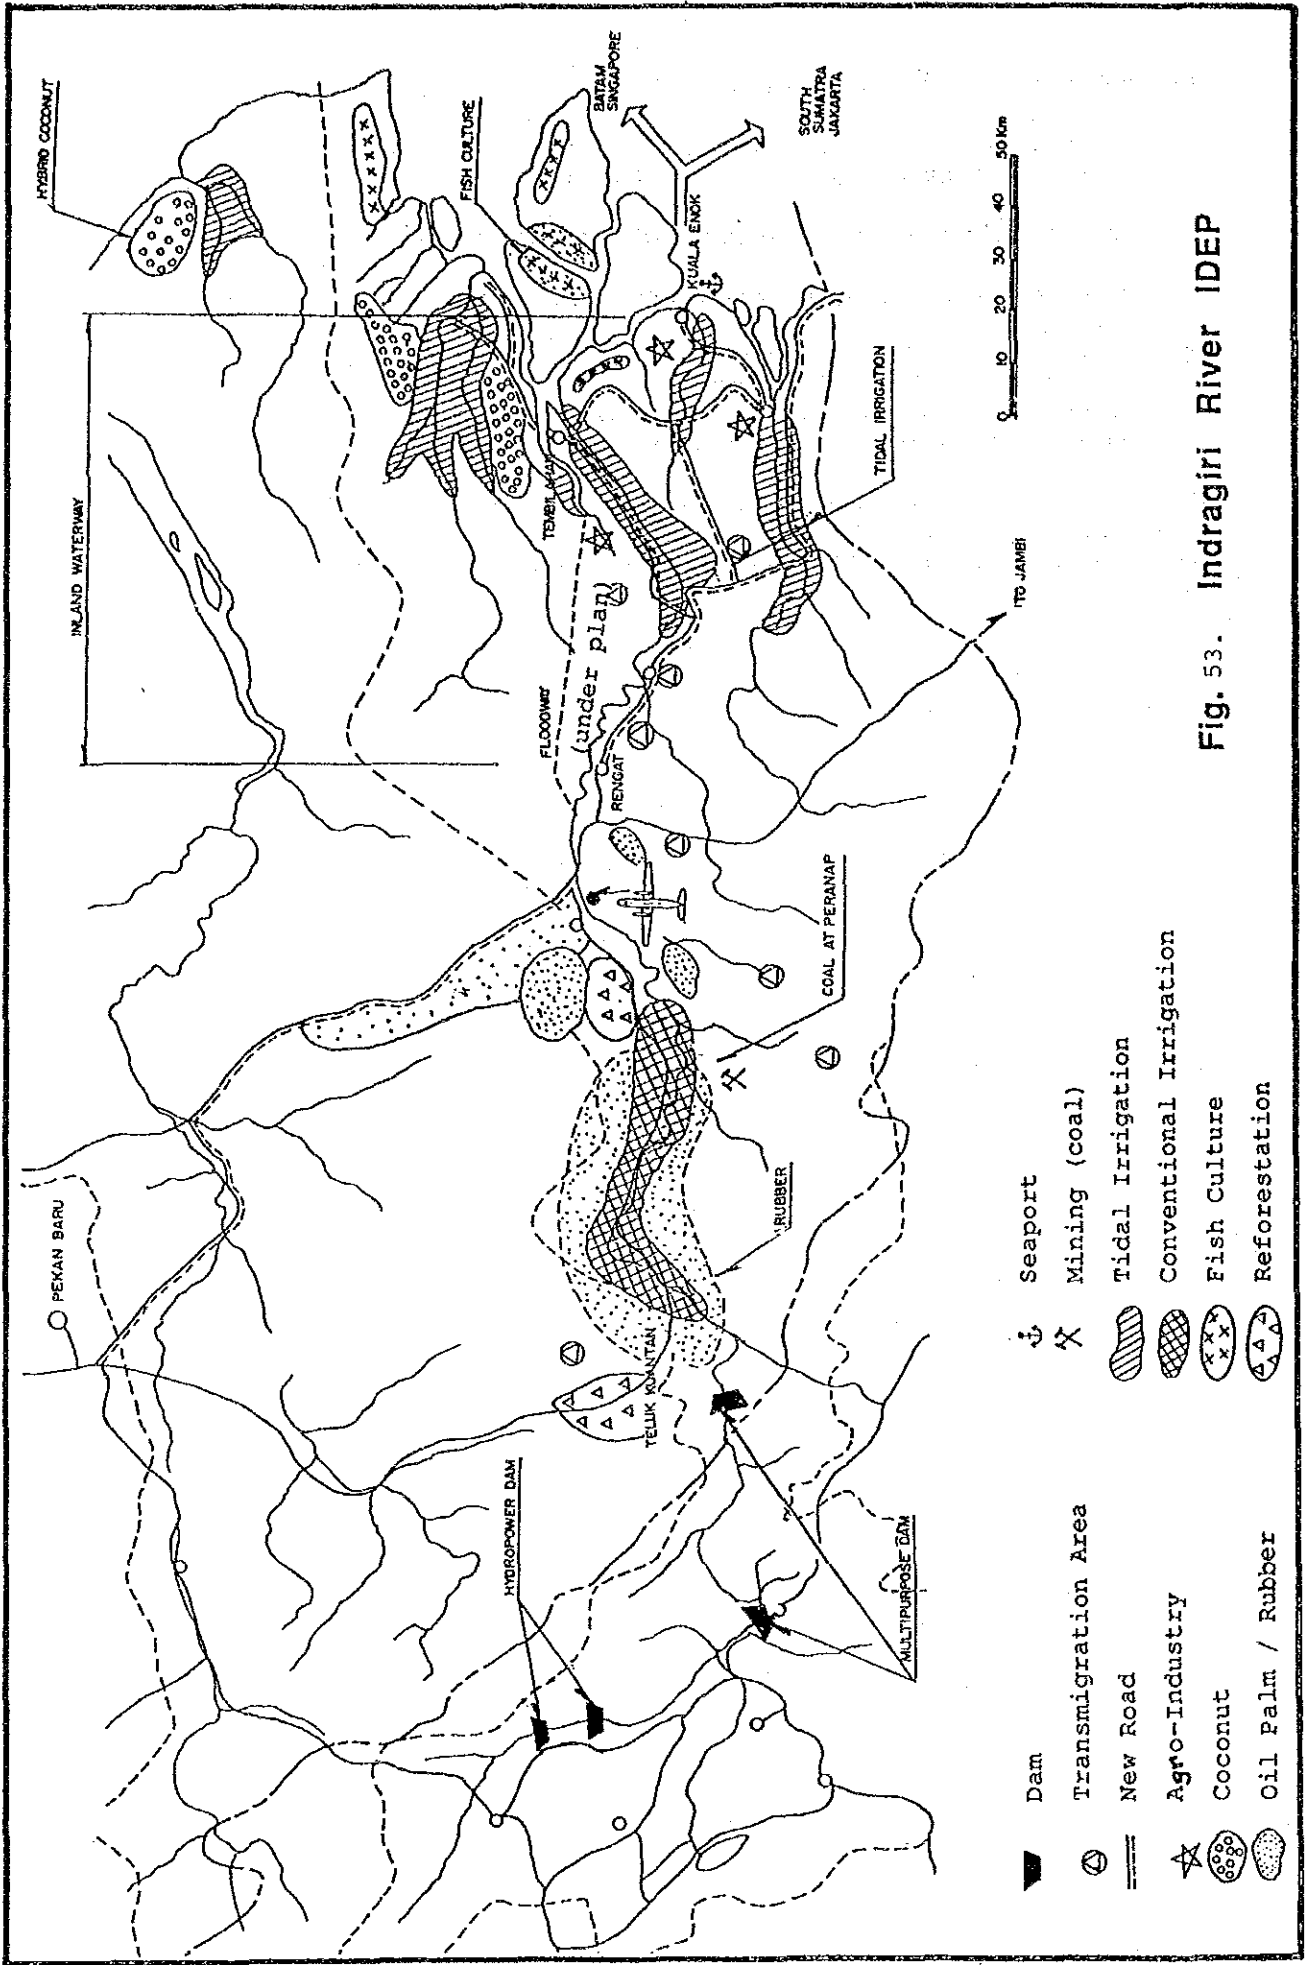 HYBRID COCONUT
INLAND WATERWAY
FISH CULTURE
BATAM
SINGAPORE
SOUTH
SUMATRA
JAKARTA
KUALA ENOK
TEMBILAHAN
TIDAL IRRIGATION
FLOODWAY
(under plan)
RENGAT
TO JAMBI
COAL AT PERANAP
PEKAN BARU
RUBBER
TELUK KUANTAN
HYDROPOWER DAM
MULTIPURPOSE DAM
0 10 20 30 40 50 Km
Dam
Transmigration Area
New Road
Agro-Industry
Coconut
Oil Palm / Rubber
Seaport
Mining (coal)
Tidal Irrigation
Conventional Irrigation
Fish Culture
Reforestation
Fig. 53. Indragiri River IDEP